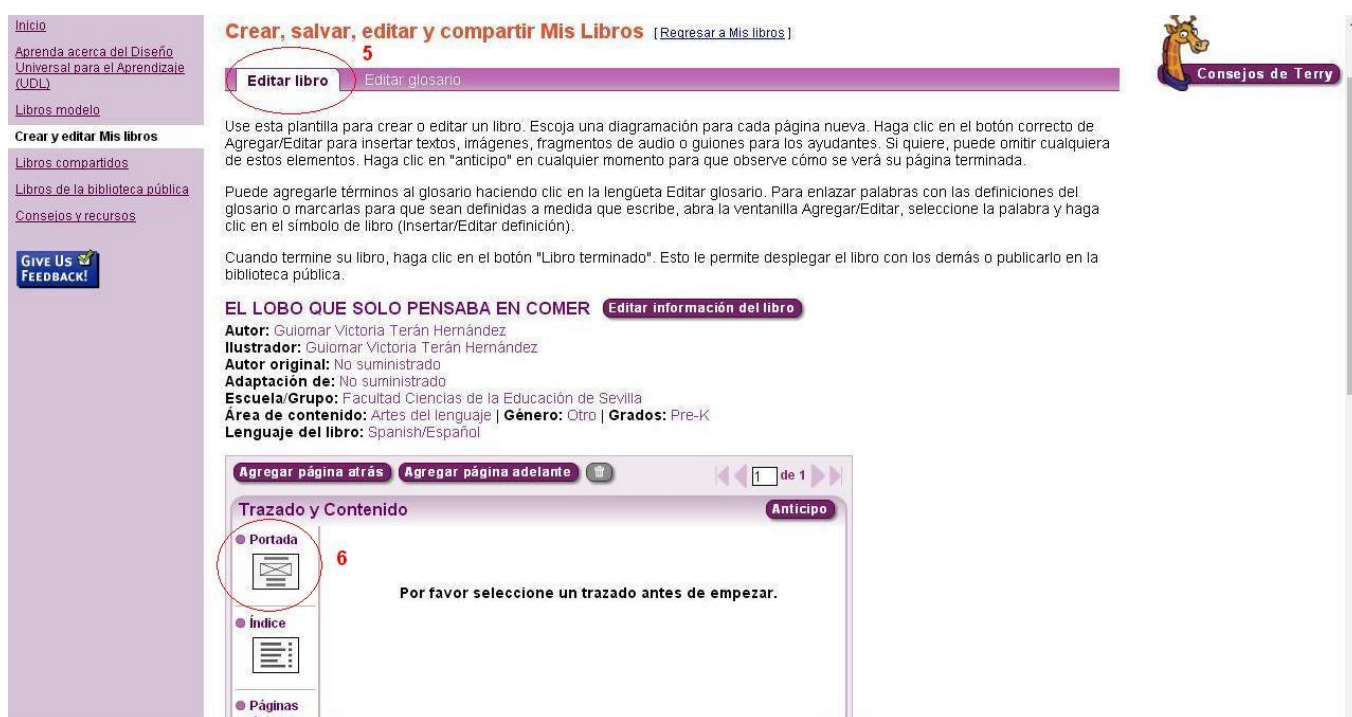 Inicio
Aprenda acerca del Diseño
Universal para el Aprendizaje
(UDL)
Libros modelo
Crear y editar Mis libros
Libros compartidos
Libros de la biblioteca pública
Consejos y recursos
GIVE US
FEEDBACK!
Crear, salvar, editar y compartir Mis Libros [Regresar a Mis libros]
5
Editar libro Editar glosario
Consejos de Terry
Use esta plantilla para crear o editar un libro. Escoja una diagramación para cada página nueva. Haga clic en el botón correcto de
Agregar/Editar para insertar textos, imágenes, fragmentos de audio o guiones para los ayudantes. Si quiere, puede omitir cualquiera
de estos elementos. Haga clic en "anticipo" en cualquier momento para que observe cómo se verá su página terminada.
Puede agregarle términos al glosario haciendo clic en la lengüeta Editar glosario. Para enlazar palabras con las definiciones del
glosario o marcarlas para que sean definidas a medida que escribe, abra la ventanilla Agregar/Editar, seleccione la palabra y haga
clic en el símbolo de libro (Insertar/Editar definición).
Cuando termine su libro, haga clic en el botón "Libro terminado". Esto le permite desplegar el libro con los demás o publicarlo en la
biblioteca pública.
EL LOBO QUE SOLO PENSABA EN COMER Editar información del libro
Autor: Guiomar Victoria Terán Hernández
Ilustrador: Guiomar Victoria Terán Hernández
Autor original: No suministrado
Adaptación de: No suministrado
Escuela/Grupo: Facultad Ciencias de la Educación de Sevilla
Área de contenido: Artes del lenguaje | Género: Otro | Grados: Pre-K
Lenguaje del libro: Spanish/Español
Agregar página atrás Agregar página adelante 1 de 1
Trazado y Contenido Anticipo
Portada
6
Por favor seleccione un trazado antes de empezar.
Índice
Páginas